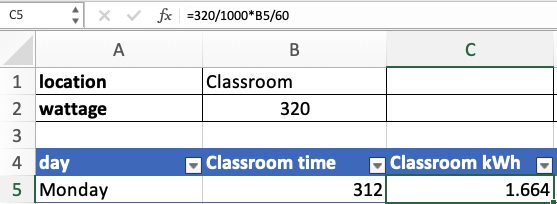 C5 fx =320/1000*B5/60
A B C
1 location Classroom
2 wattage 320
3
4 day Classroom time Classroom kWh
5 Monday 312 1.664